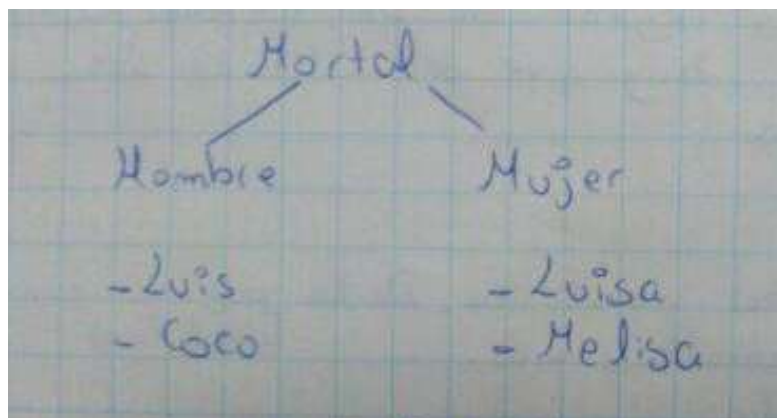 Mortal
Hombre Mujer
- Luis - Luisa
- Coco - Melisa